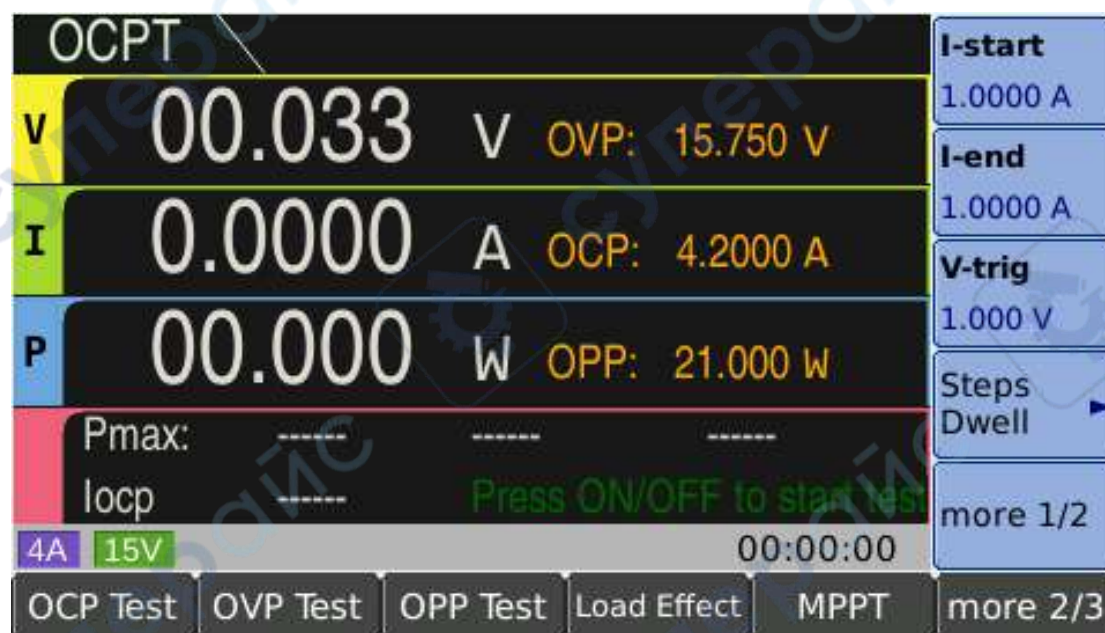 OCPT
V 00.033 V OVP: 15.750 V
I 0.0000 A OCP: 4.2000 A
P 00.000 W OPP: 21.000 W
Pmax: ------ ------ ------
Iocp ------ Press ON/OFF to start test
4A 15V 00:00:00
I-start
1.0000 A
I-end
1.0000 A
V-trig
1.000 V
Steps
Dwell
more 1/2
OCP Test OVP Test OPP Test Load Effect MPPT more 2/3
суперайс